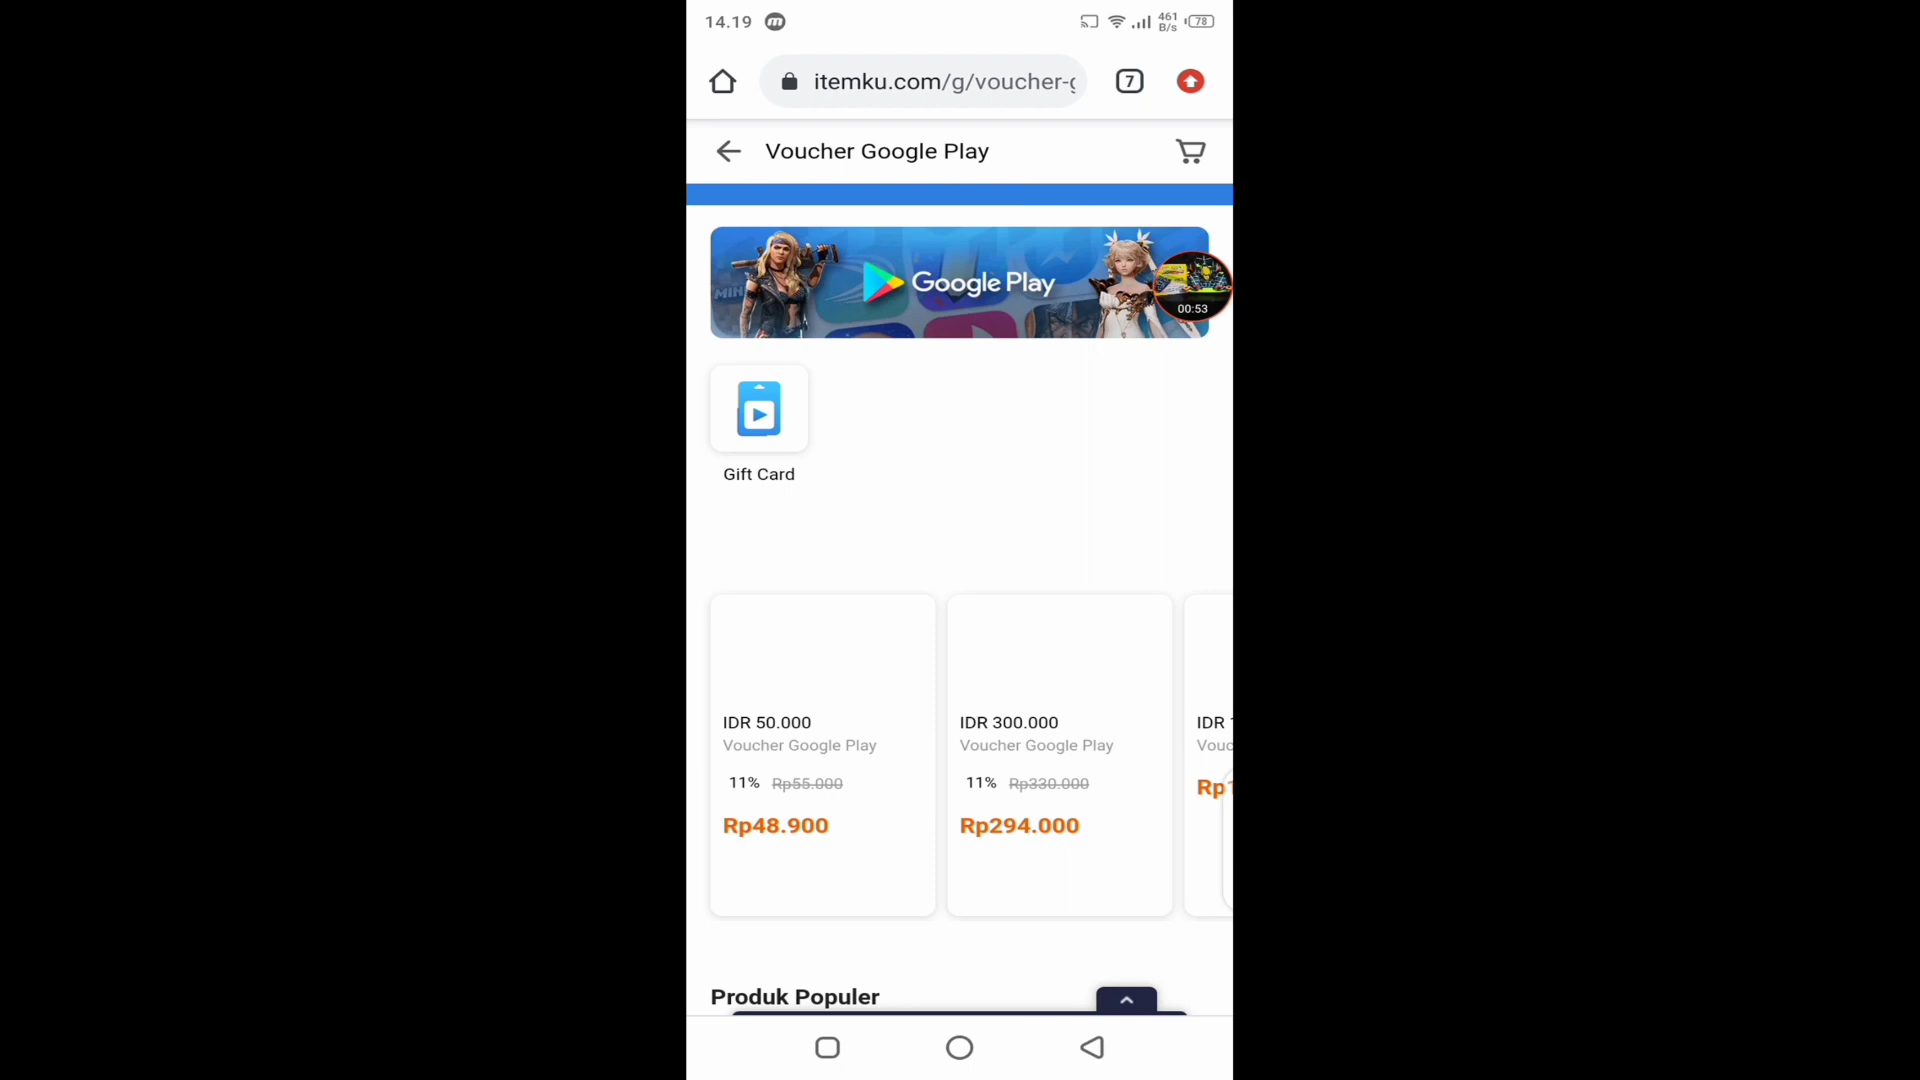 14.19
461
B/s
78
itemku.com/g/voucher-g
7
Voucher Google Play
Google Play
00:53
Gift Card
IDR 50.000
Voucher Google Play
11% Rp55.000
Rp48.900
IDR 300.000
Voucher Google Play
11% Rp330.000
Rp294.000
IDR 1
Vouc
Rp1
Produk Populer